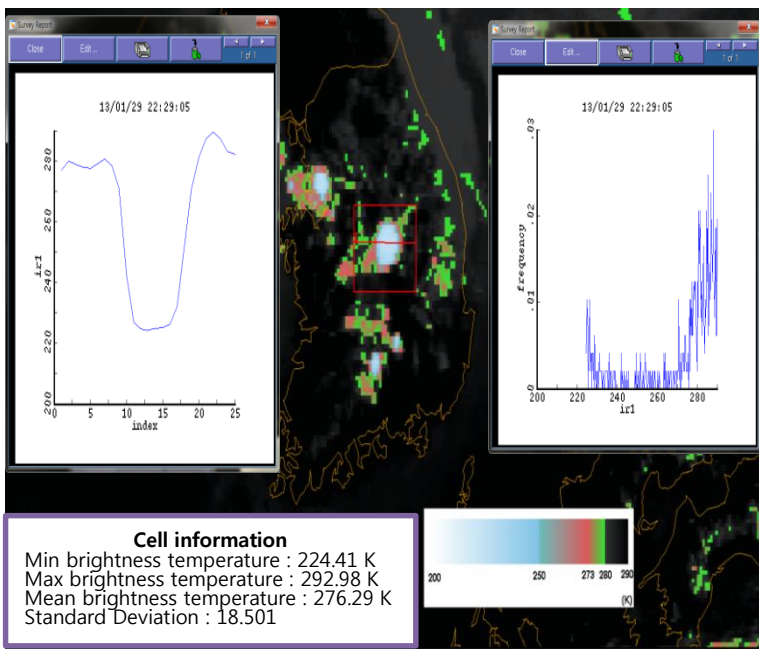 Survey Report
Close
Edit ..
1 of 1
13/01/29 22:29:05
ir1
200
220
240
260
280
0
5
10
15
20
25
index
Survey Report
Close
Edit ..
1 of 1
13/01/29 22:29:05
frequency
0
.01
.02
.03
200
220
240
260
280
ir1
Cell information
Min brightness temperature : 224.41 K
Max brightness temperature : 292.98 K
Mean brightness temperature : 276.29 K
Standard Deviation : 18.501
200
250
273
280
290
(K)